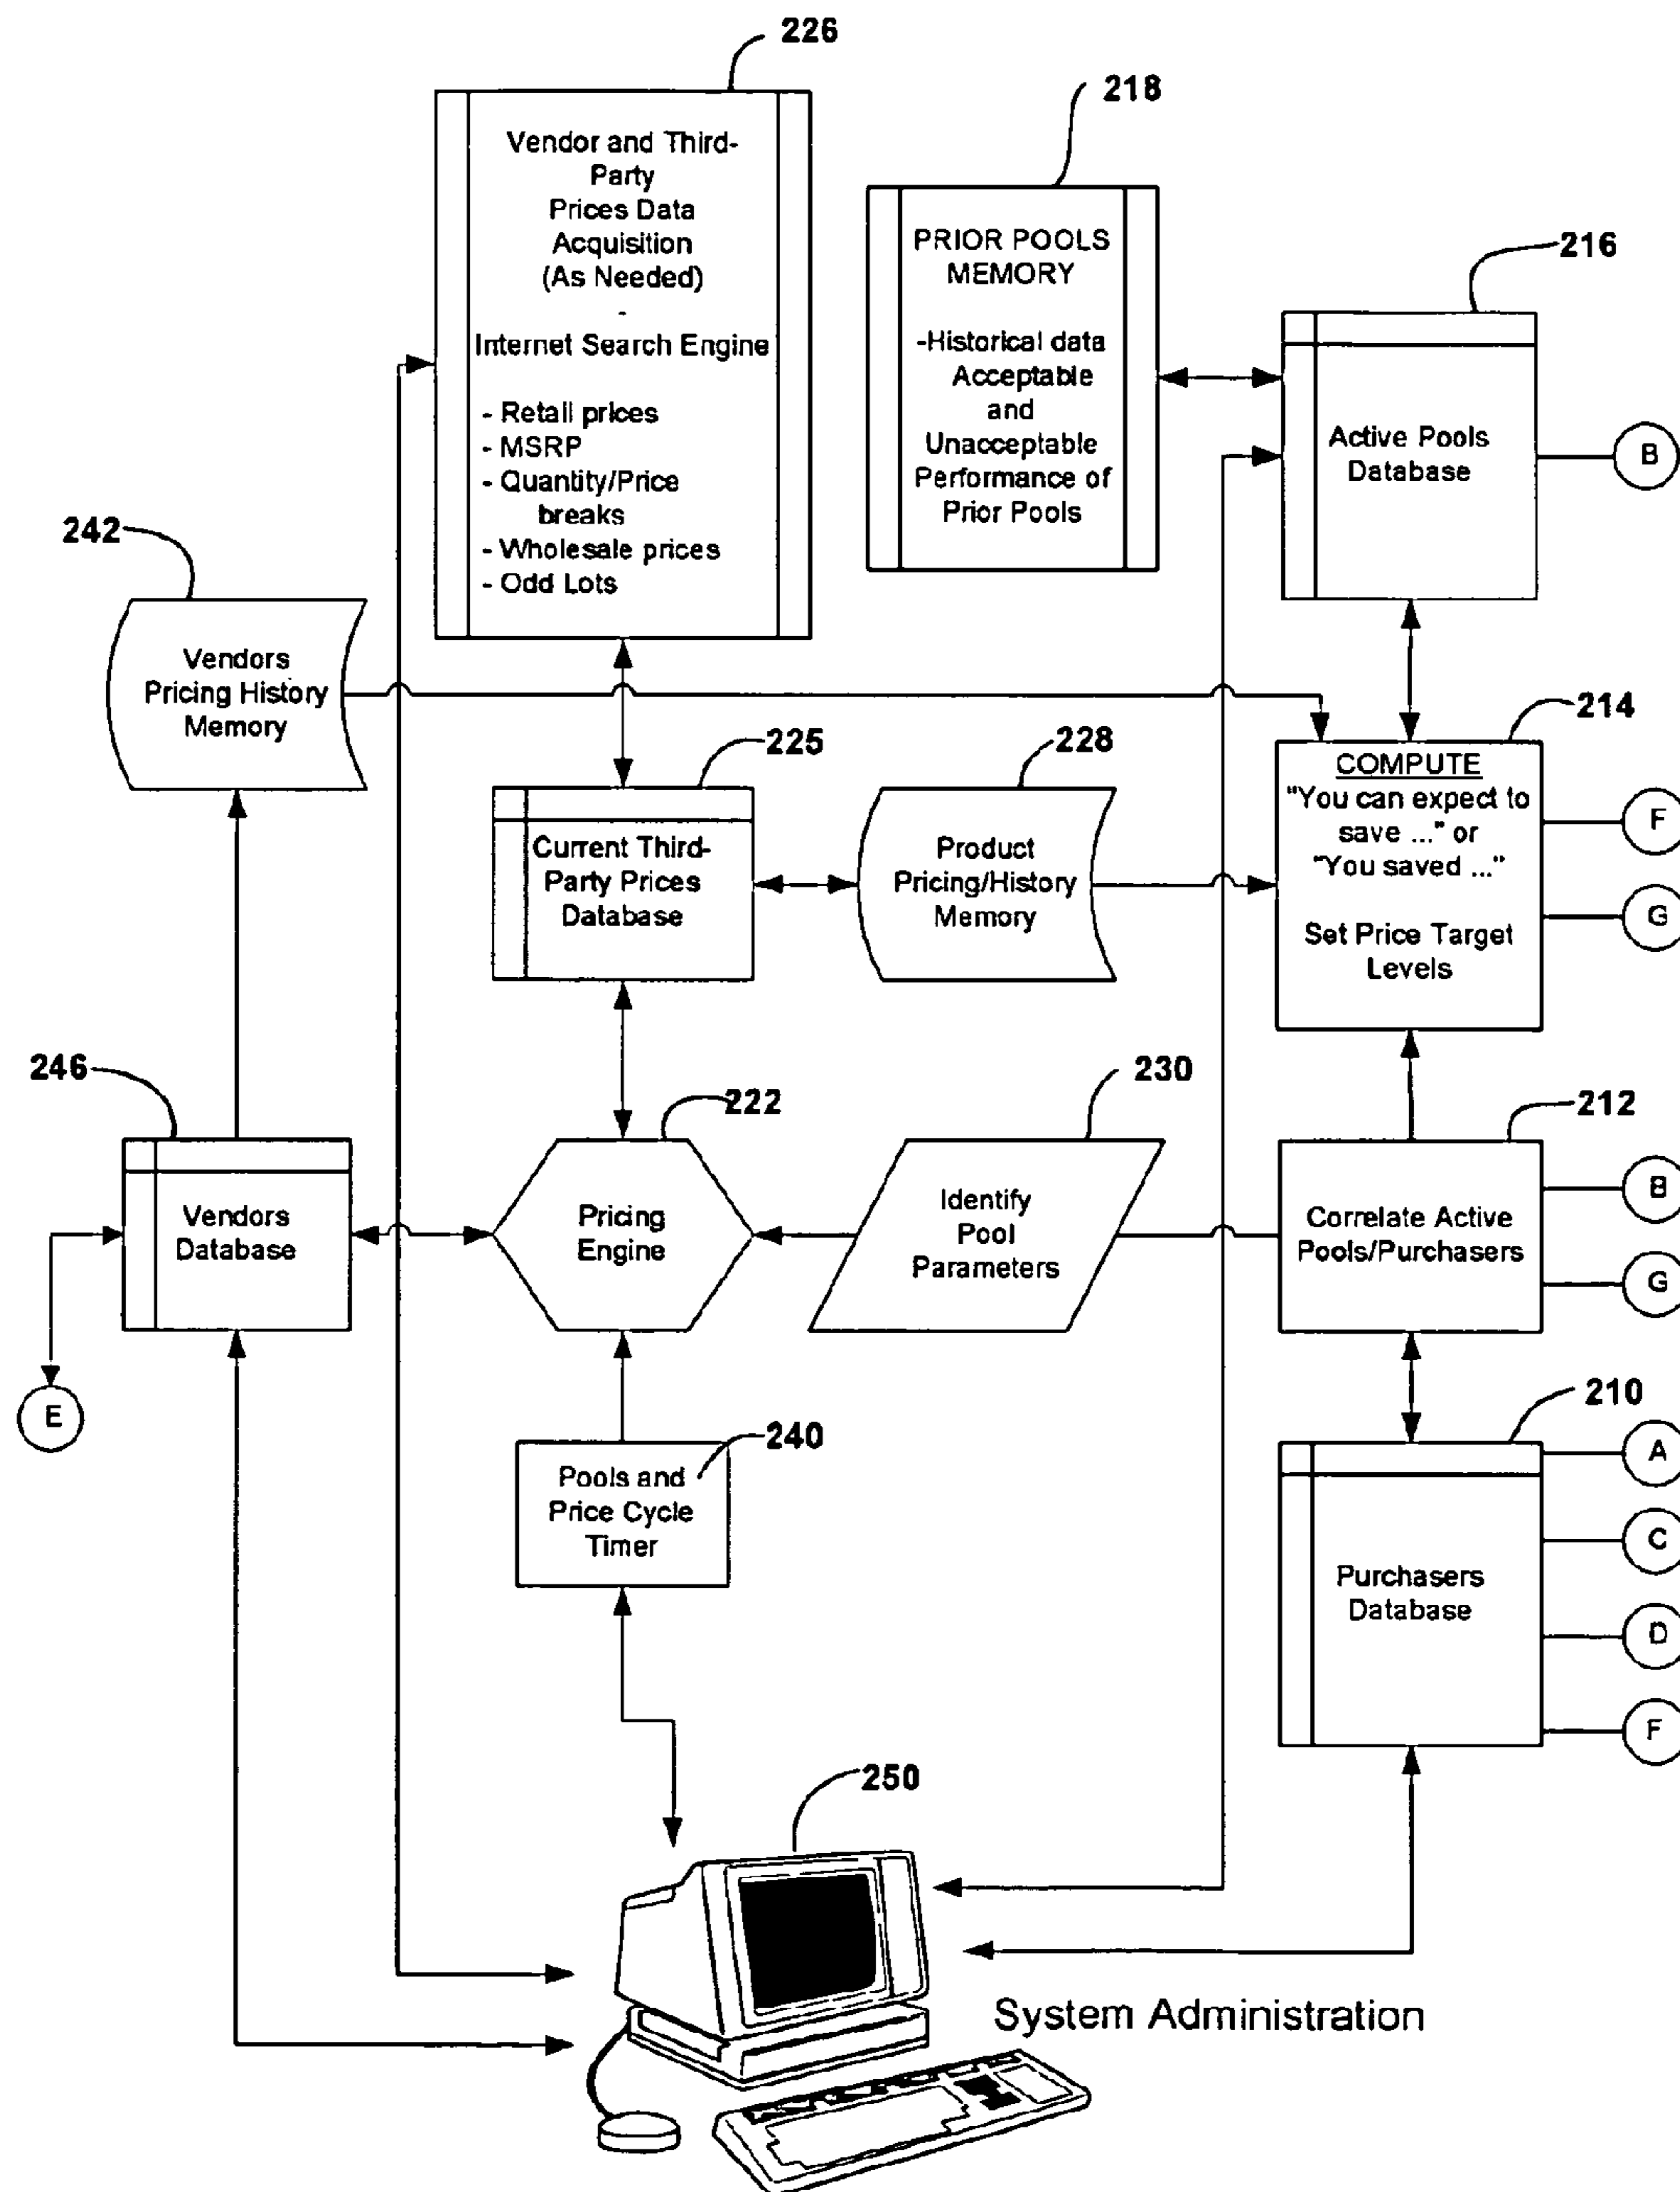 226
Vendor and Third-
Party
Prices Data
Acquisition
(As Needed)
-
Internet Search Engine
- Retail prices
- MSRP
- Quantity/Price
breaks
- Wholesale prices
- Odd Lots
218
PRIOR POOLS
MEMORY
-Historical data
Acceptable
and
Unacceptable
Performance of
Prior Pools
216
Active Pools
Database
B
242
Vendors
Pricing History
Memory
225
Current Third-
Party Prices
Database
228
Product
Pricing/History
Memory
214
COMPUTE
"You can expect to
save ..." or
"You saved ..."
Set Price Target
Levels
F
G
246
Vendors
Database
E
222
Pricing
Engine
230
Identify
Pool
Parameters
212
Correlate Active
Pools/Purchasers
B
G
240
Pools and
Price Cycle
Timer
210
Purchasers
Database
A
C
D
F
250
System Administration